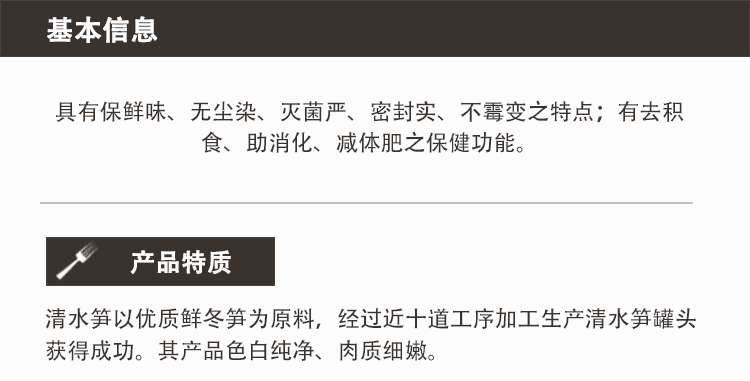 基本信息
具有保鲜味、无尘染、灭菌严、密封实、不霉变之特点；有去积
食、助消化、减体肥之保健功能。
产品特质
清水笋以优质鲜冬笋为原料，经过近十道工序加工生产清水笋罐头
获得成功。其产品色白纯净、肉质细嫩。